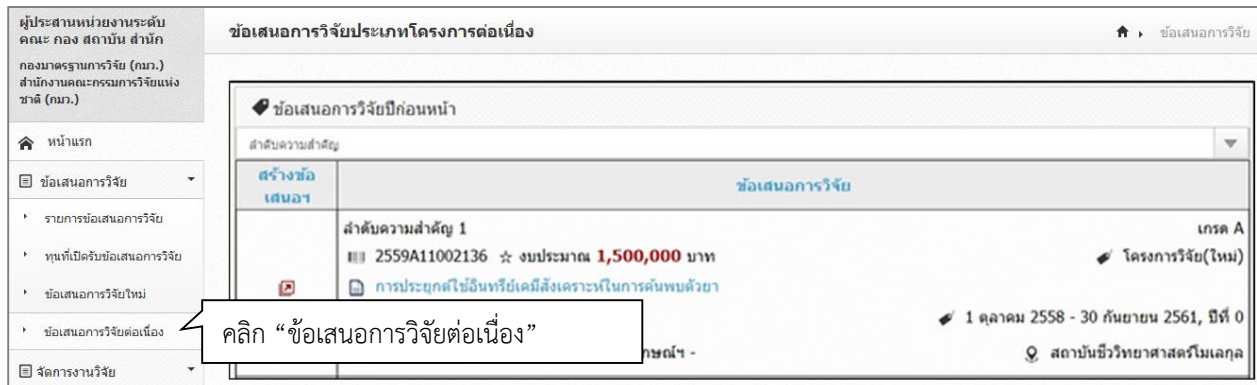 ผู้ประสานหน่วยงานระดับ
คณะ กอง สถาบัน สำนัก
กองมาตรฐานการวิจัย (กมว.)
สำนักงานคณะกรรมการวิจัยแห่ง
ชาติ (กมว.)
หน้าแรก
ข้อเสนอการวิจัย
รายการข้อเสนอการวิจัย
ทุนที่เปิดรับข้อเสนอการวิจัย
ข้อเสนอการวิจัยใหม่
ข้อเสนอการวิจัยต่อเนื่อง
จัดการงานวิจัย
ข้อเสนอการวิจัยประเภทโครงการต่อเนื่อง
ข้อเสนอการวิจัย
ข้อเสนอการวิจัยปีก่อนหน้า
ลำดับความสำคัญ
สร้างข้อ
เสนอฯ
ข้อเสนอการวิจัย
ลำดับความสำคัญ 1 เกรด A
2559A11002136 งบประมาณ 1,500,000 บาท โครงการวิจัย(ใหม่)
การประยุกต์ใช้อินทรีย์เคมีสังเคราะห์ในการค้นพบตัวยา
1 ตุลาคม 2558 - 30 กันยายน 2561, ปีที่ 0
คลิก “ข้อเสนอการวิจัยต่อเนื่อง”
สถาบันชีววิทยาศาสตร์โมเลกุล